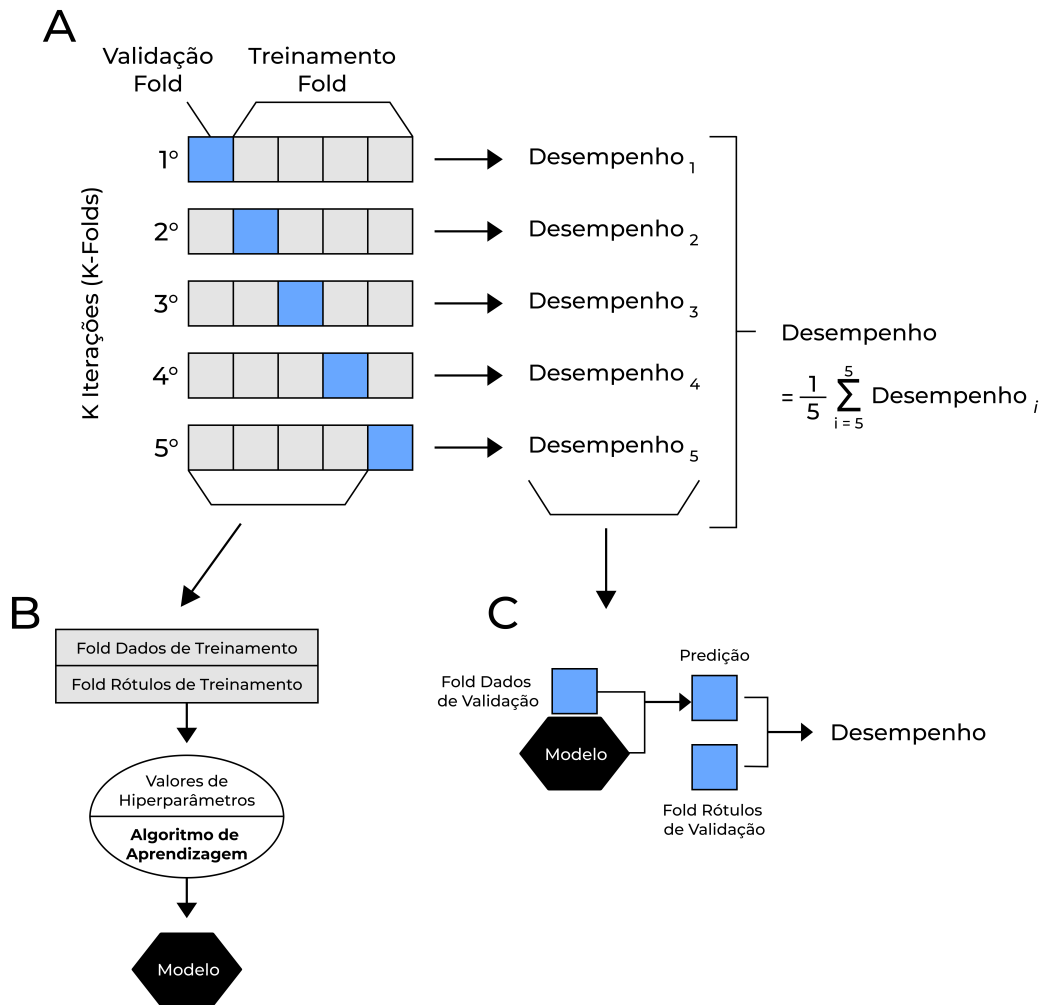 A
Validação
Fold
Treinamento
Fold
K Iterações (K-Folds)
1º
Desempenho 1
2º
Desempenho 2
3º
Desempenho 3
4º
Desempenho 4
5º
Desempenho 5
Desempenho
= 1/5 5 ∑ i = 5 Desempenho i
B
Fold Dados de Treinamento
Fold Rótulos de Treinamento
Valores de
Hiperparâmetros
Algoritmo de
Aprendizagem
Modelo
C
Fold Dados
de Validação
Modelo
Predição
Fold Rótulos
de Validação
Desempenho